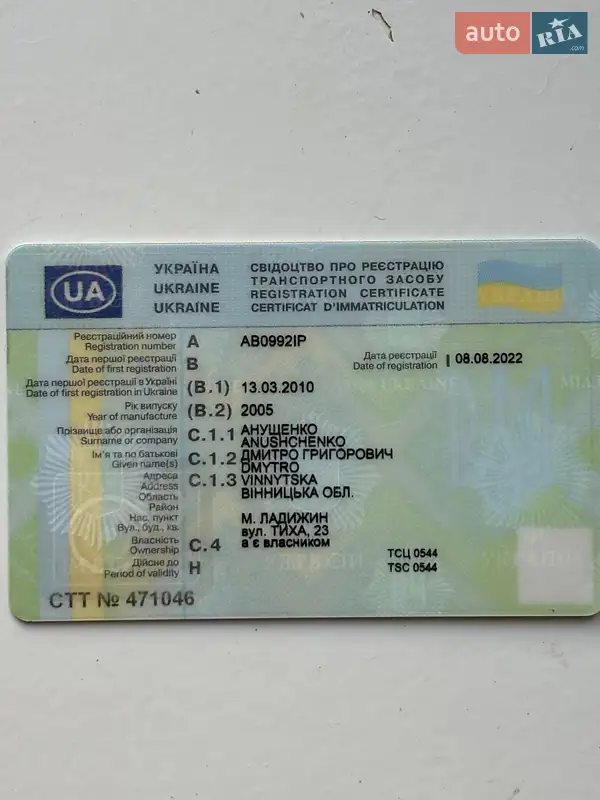 auto RIA .com
UA
УКРАЇНА
UKRAINE
UKRAINE
СВІДОЦТВО ПРО РЕЄСТРАЦІЮ
ТРАНСПОРТНОГО ЗАСОБУ
REGISTRATION CERTIFICATE
CERTIFICAT D'IMMATRICULATION
Реєстраційний номер
Registration number A AB0992IP
Дата першої реєстрації
Date of first registration B
Дата реєстрації
Date of registration I 08.08.2022
Дата першої реєстрації в Україні
Date of first registration in Ukraine (B.1) 13.03.2010
Рік випуску
Year of manufacture (B.2) 2005
Прізвище або організація
Surname or company C.1.1 АНУЩЕНКО
ANUSHCHENKO
Ім'я та по батькові
Given name(s) C.1.2 ДМИТРО ГРИГОРОВИЧ
DMYTRO
Адреса
Address C.1.3 VINNYTSKA
Область ВІННИЦЬКА ОБЛ.
Район
Нас. пункт М. ЛАДИЖИН
Вул., буд., кв. вул. ТИХА, 23
Власність
Ownership C.4 а є власником
Дійсне до
Period of validity H
ТСЦ 0544
TSC 0544
СТТ № 471046